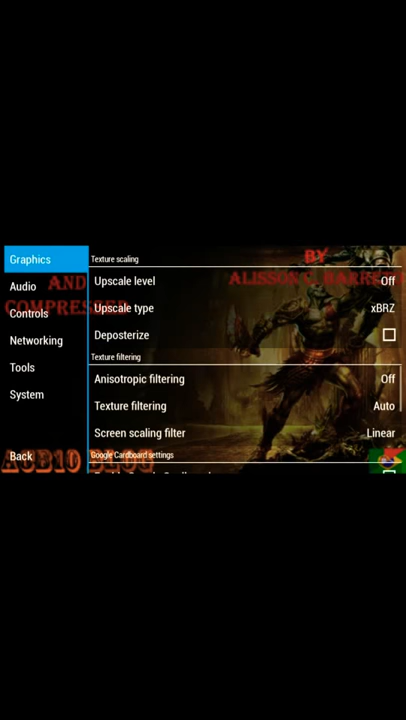 Graphics
Audio
Controls
Networking
Tools
System
Back
Texture scaling
Upscale level Off
Upscale type xBRZ
Deposterize
Texture filtering
Anisotropic filtering Off
Texture filtering Auto
Screen scaling filter Linear
Google Cardboard settings
BY
AND
COMPRESSED
BLOG